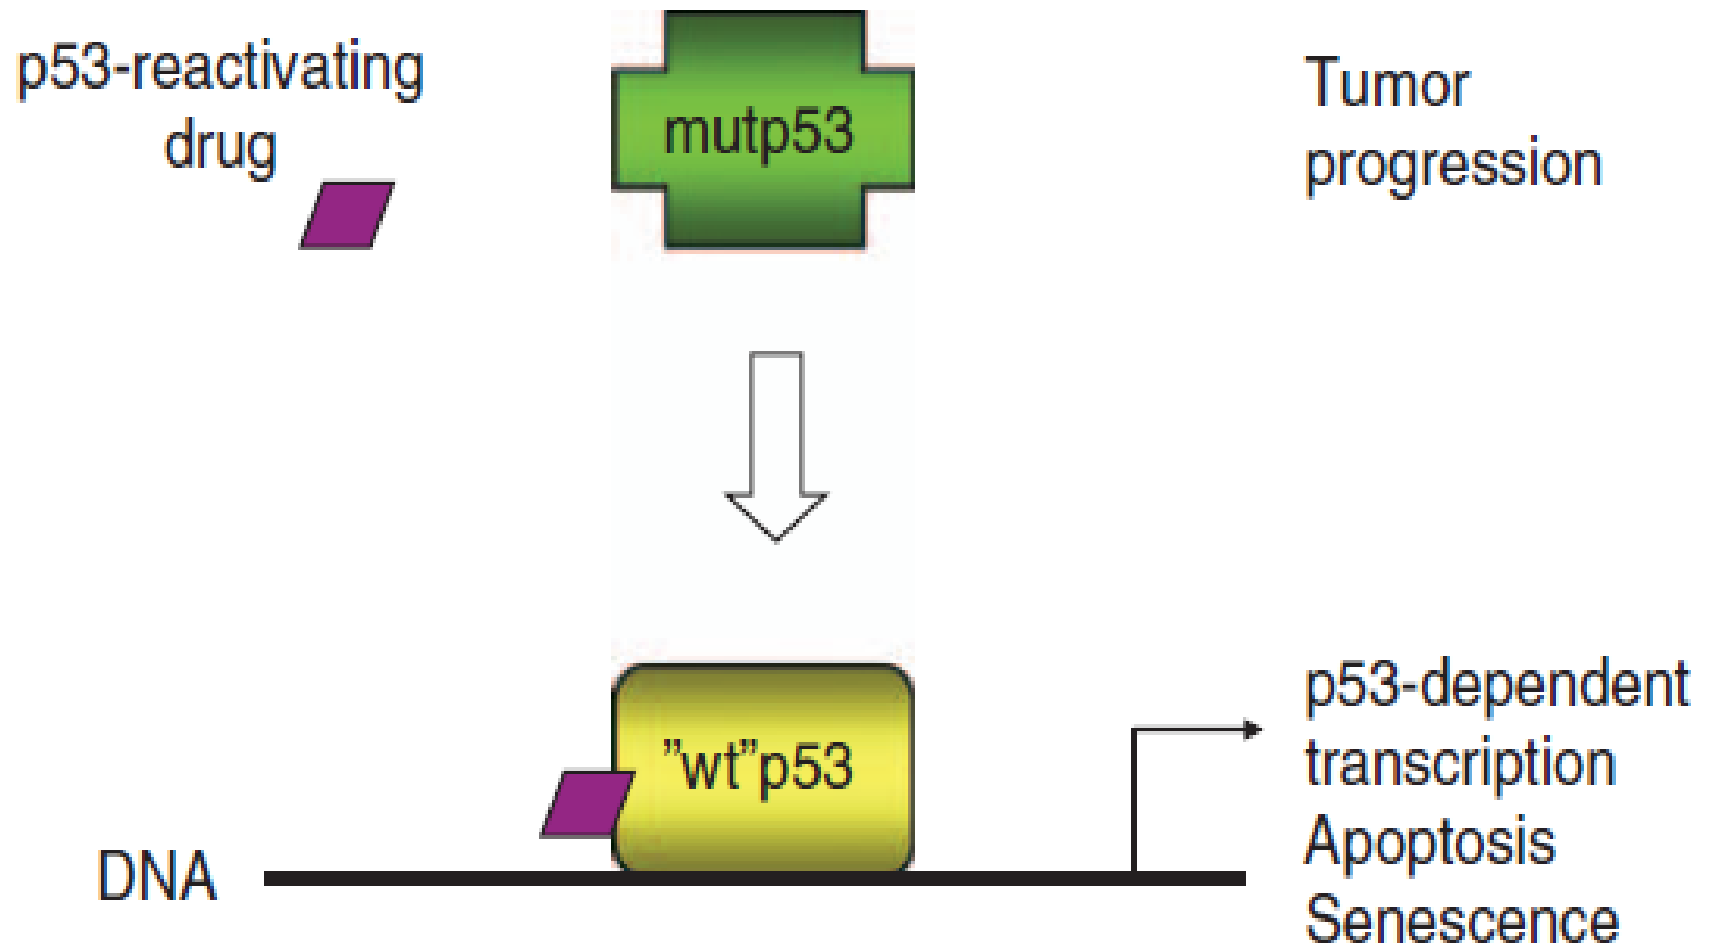 p53-reactivating
drug
mutp53
Tumor
progression
”wt”p53
DNA
p53-dependent
transcription
Apoptosis
Senescence